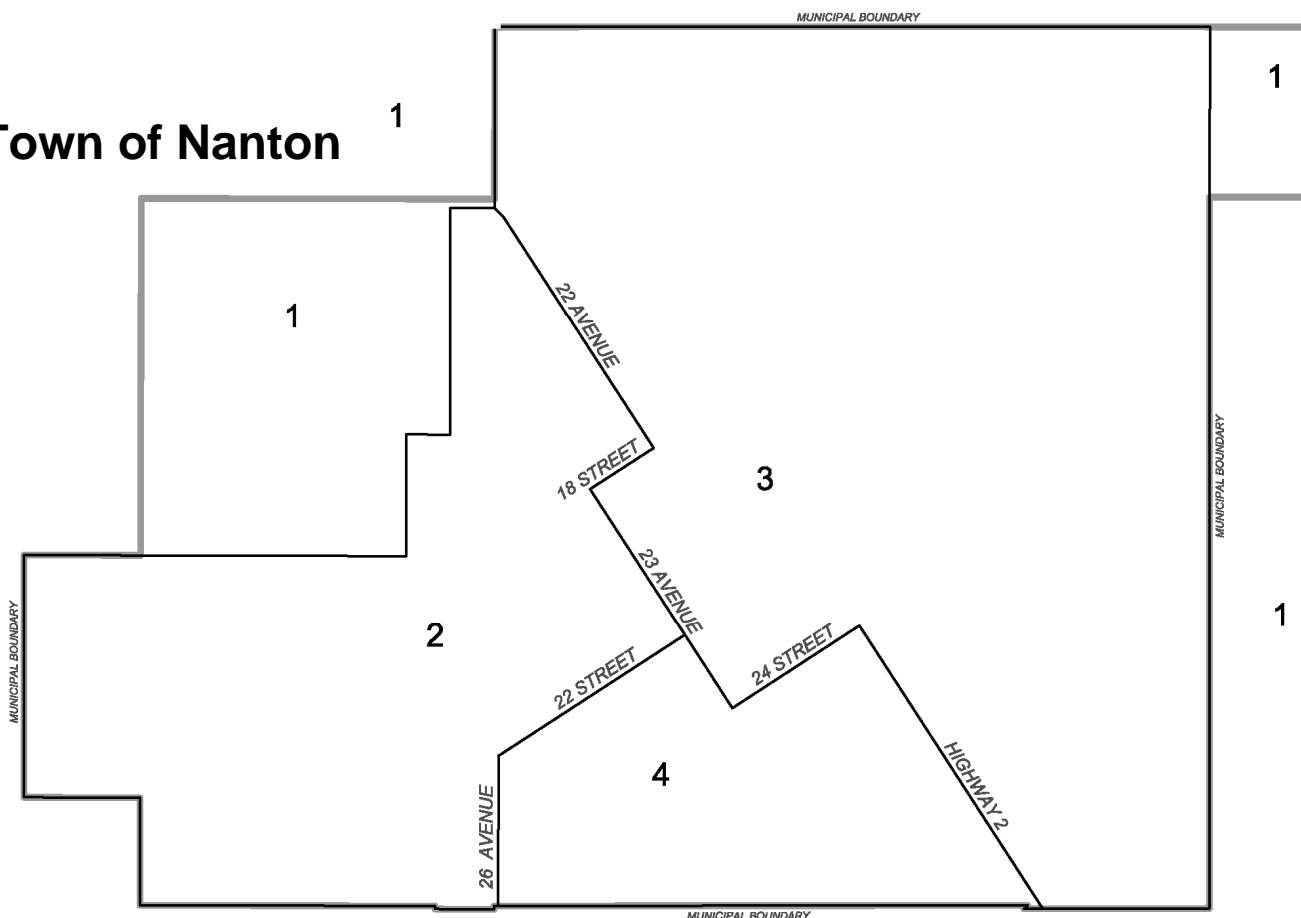 MUNICIPAL BOUNDARY
1
1
Town of Nanton
1
22 AVENUE
18 STREET
3
MUNICIPAL BOUNDARY
23 AVENUE
1
2
MUNICIPAL BOUNDARY
24 STREET
22 STREET
4
HIGHWAY 2
26 AVENUE
MUNICIPAL BOUNDARY